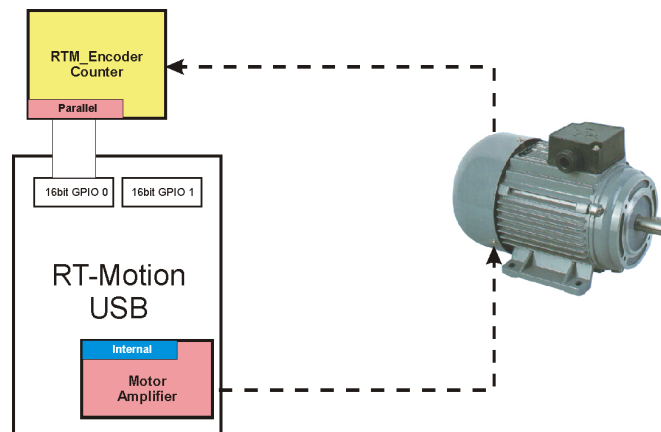 RTM_Encoder
Counter
Parallel
16bit GPIO 0
16bit GPIO 1
RT-Motion
USB
Internal
Motor
Amplifier